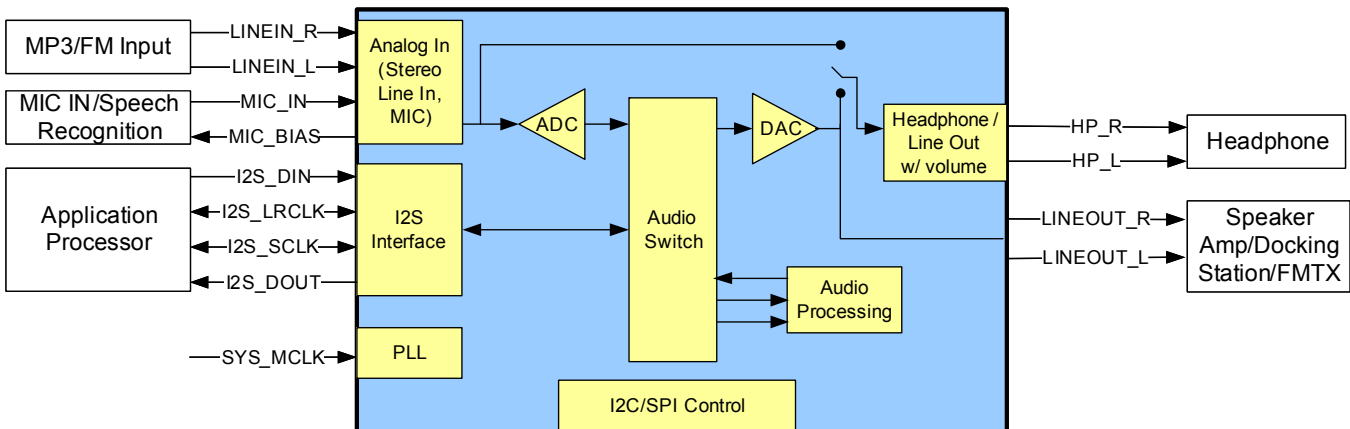 MP3/FM Input
LINEIN_R
LINEIN_L
MIC IN/Speech
Recognition
MIC_IN
MIC_BIAS
Application
Processor
I2S_DIN
I2S_LRCLK
I2S_SCLK
I2S_DOUT
SYS_MCLK
Analog In
(Stereo
Line In,
MIC)
I2S
Interface
PLL
ADC
Audio
Switch
DAC
Audio
Processing
I2C/SPI Control
Headphone /
Line Out
w/ volume
HP_R
HP_L
Headphone
LINEOUT_R
LINEOUT_L
Speaker
Amp/Docking
Station/FMTX